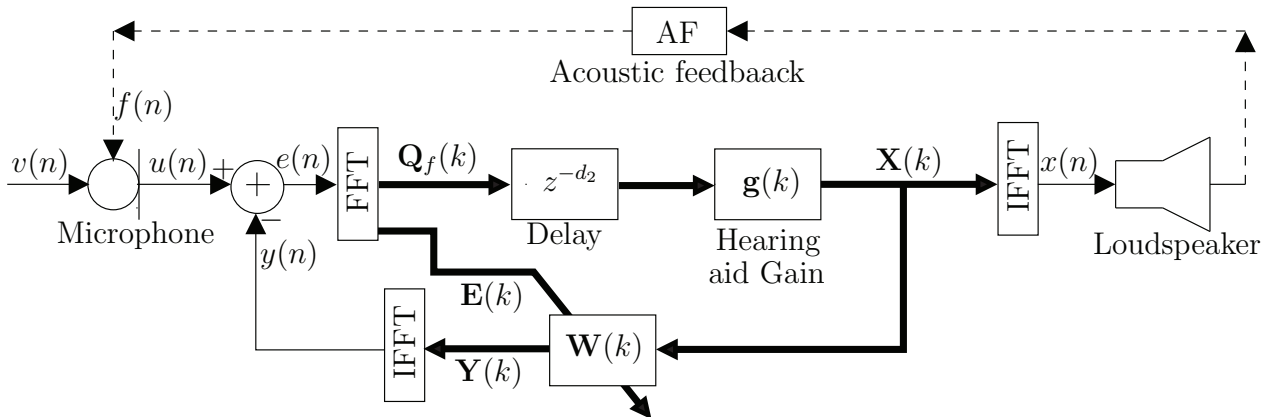 AF
Acoustic feedbaack
f(n)
v(n)
u(n)
+
+
−
e(n)
FFT
Q_f(k)
z^{-d_2}
Delay
g(k)
Hearing
aid Gain
X(k)
IFFT
x(n)
Loudspeaker
Microphone
y(n)
E(k)
IFFT
Y(k)
W(k)